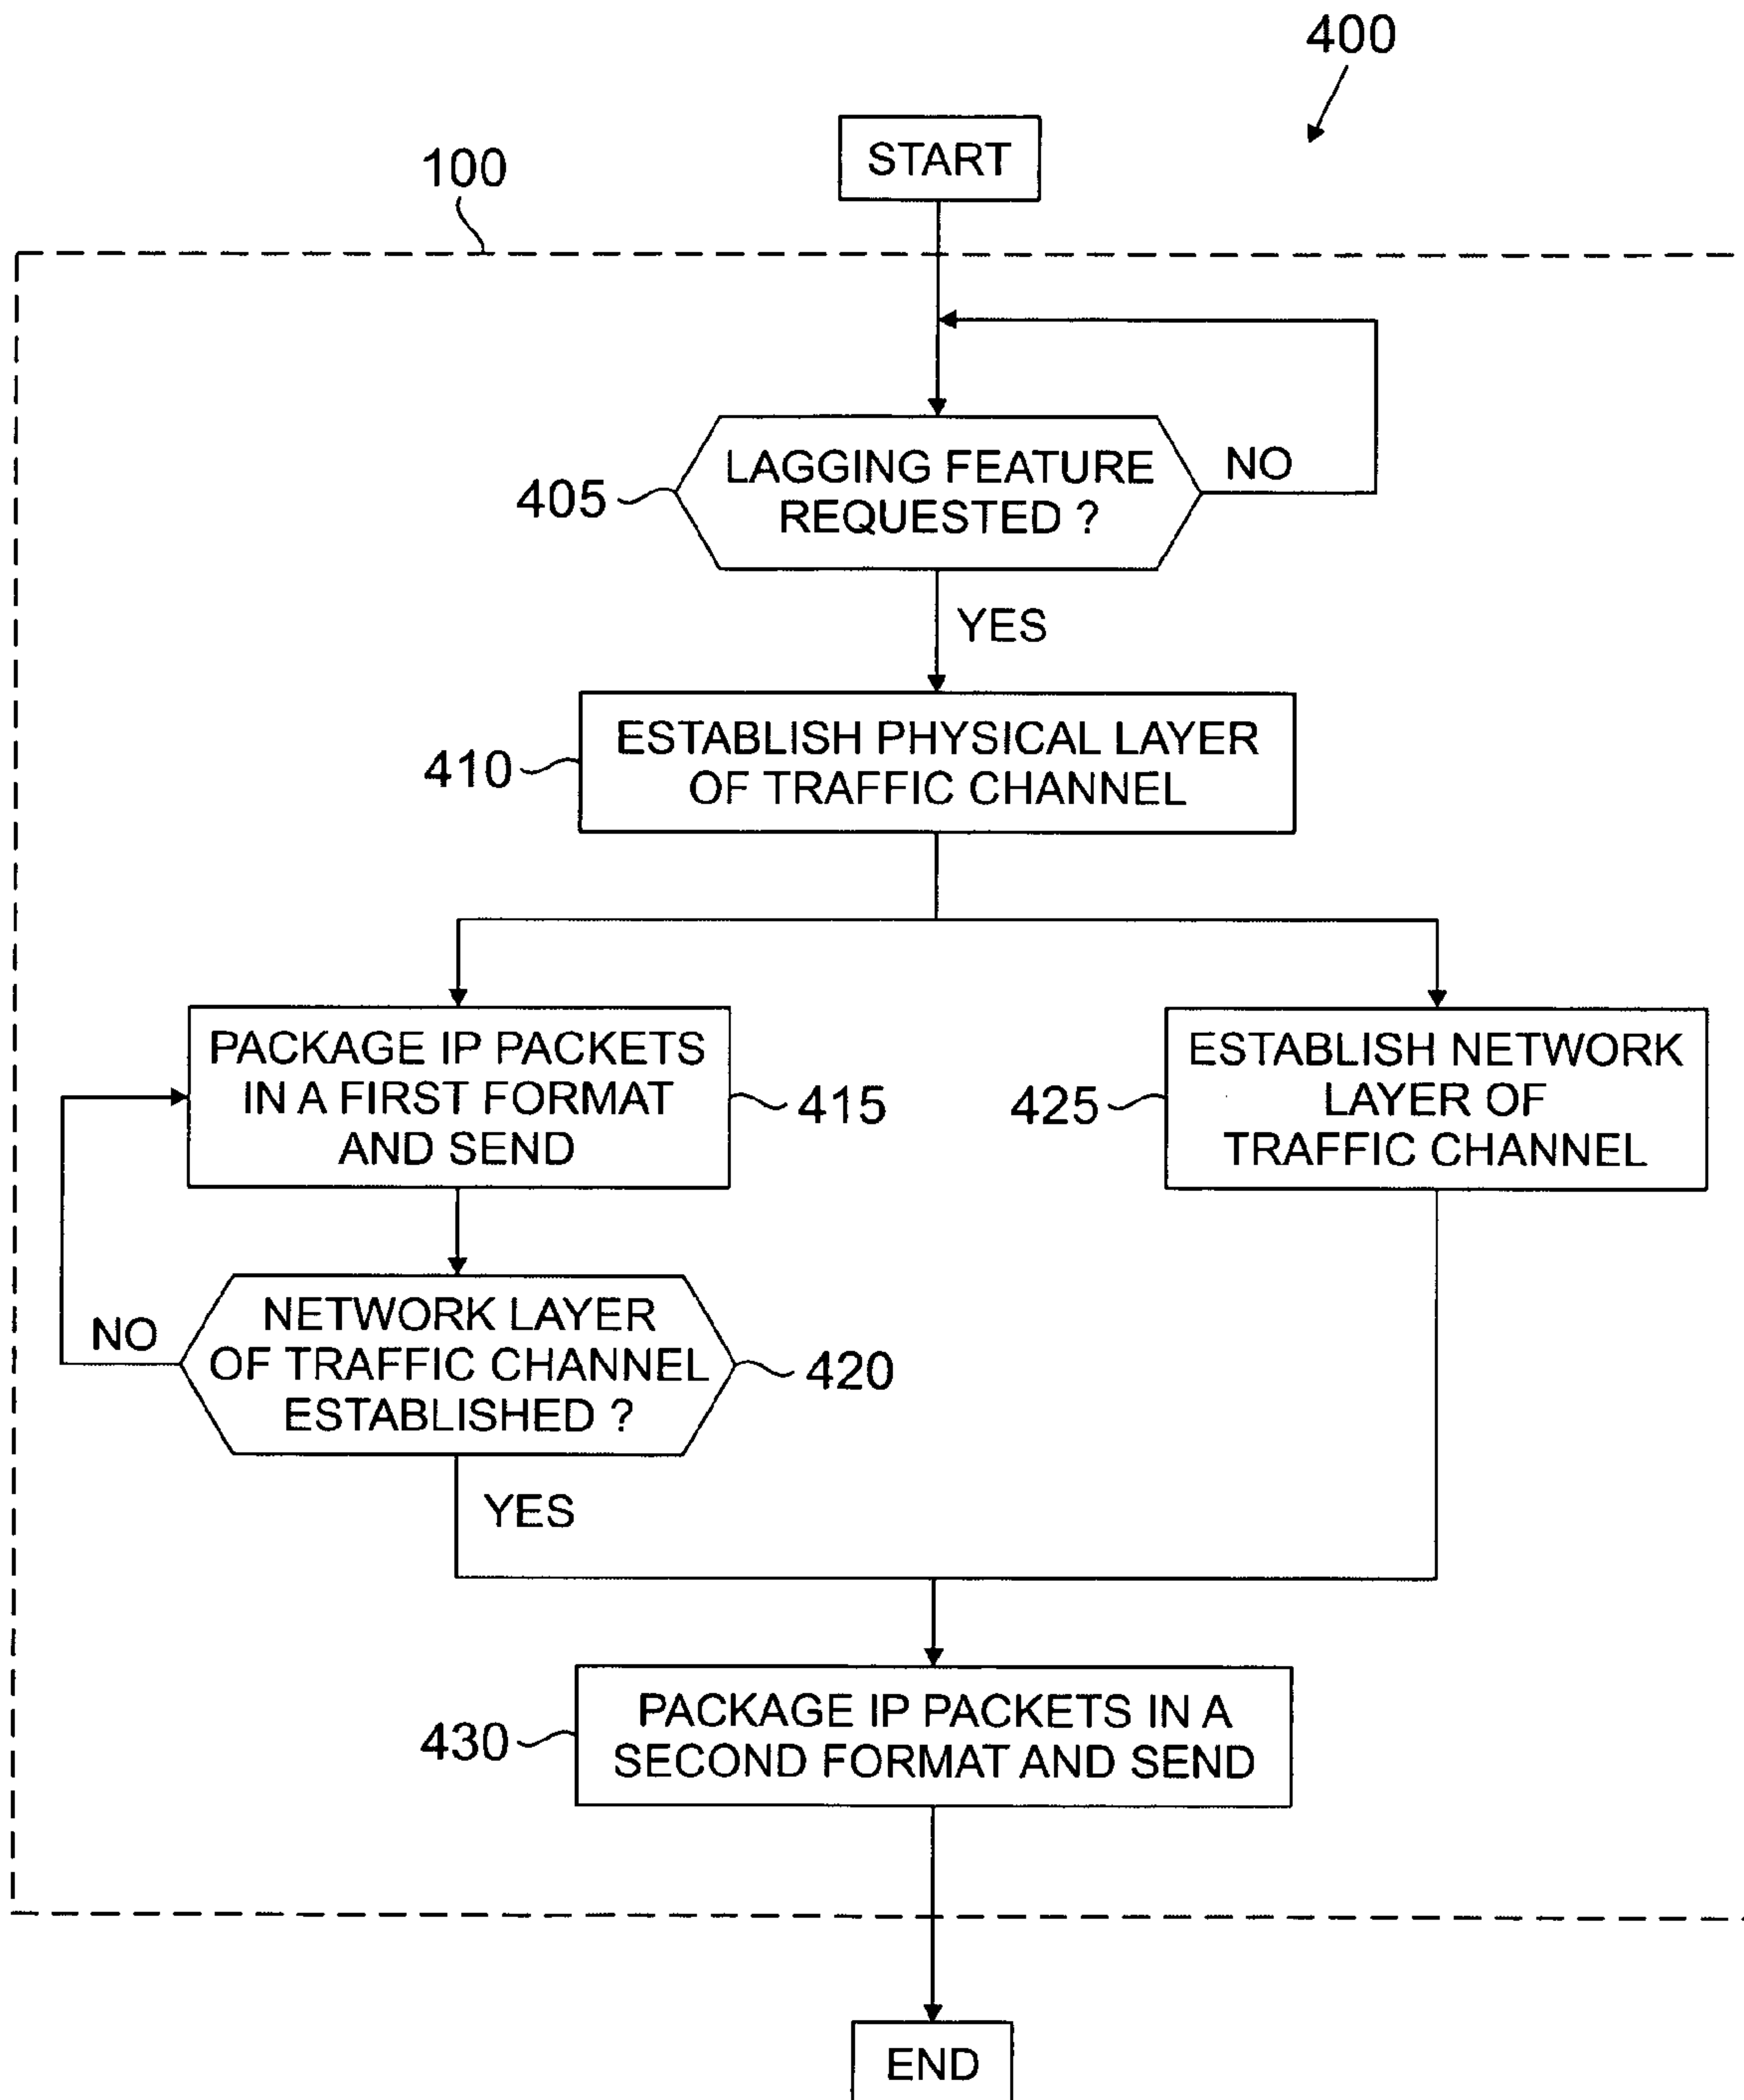 400
START
100
LAGGING FEATURE
REQUESTED ?
NO
405
YES
ESTABLISH PHYSICAL LAYER
OF TRAFFIC CHANNEL
410
PACKAGE IP PACKETS
IN A FIRST FORMAT
AND SEND
415
425
ESTABLISH NETWORK
LAYER OF
TRAFFIC CHANNEL
NO
NETWORK LAYER
OF TRAFFIC CHANNEL
ESTABLISHED ?
420
YES
PACKAGE IP PACKETS IN A
SECOND FORMAT AND SEND
430
END